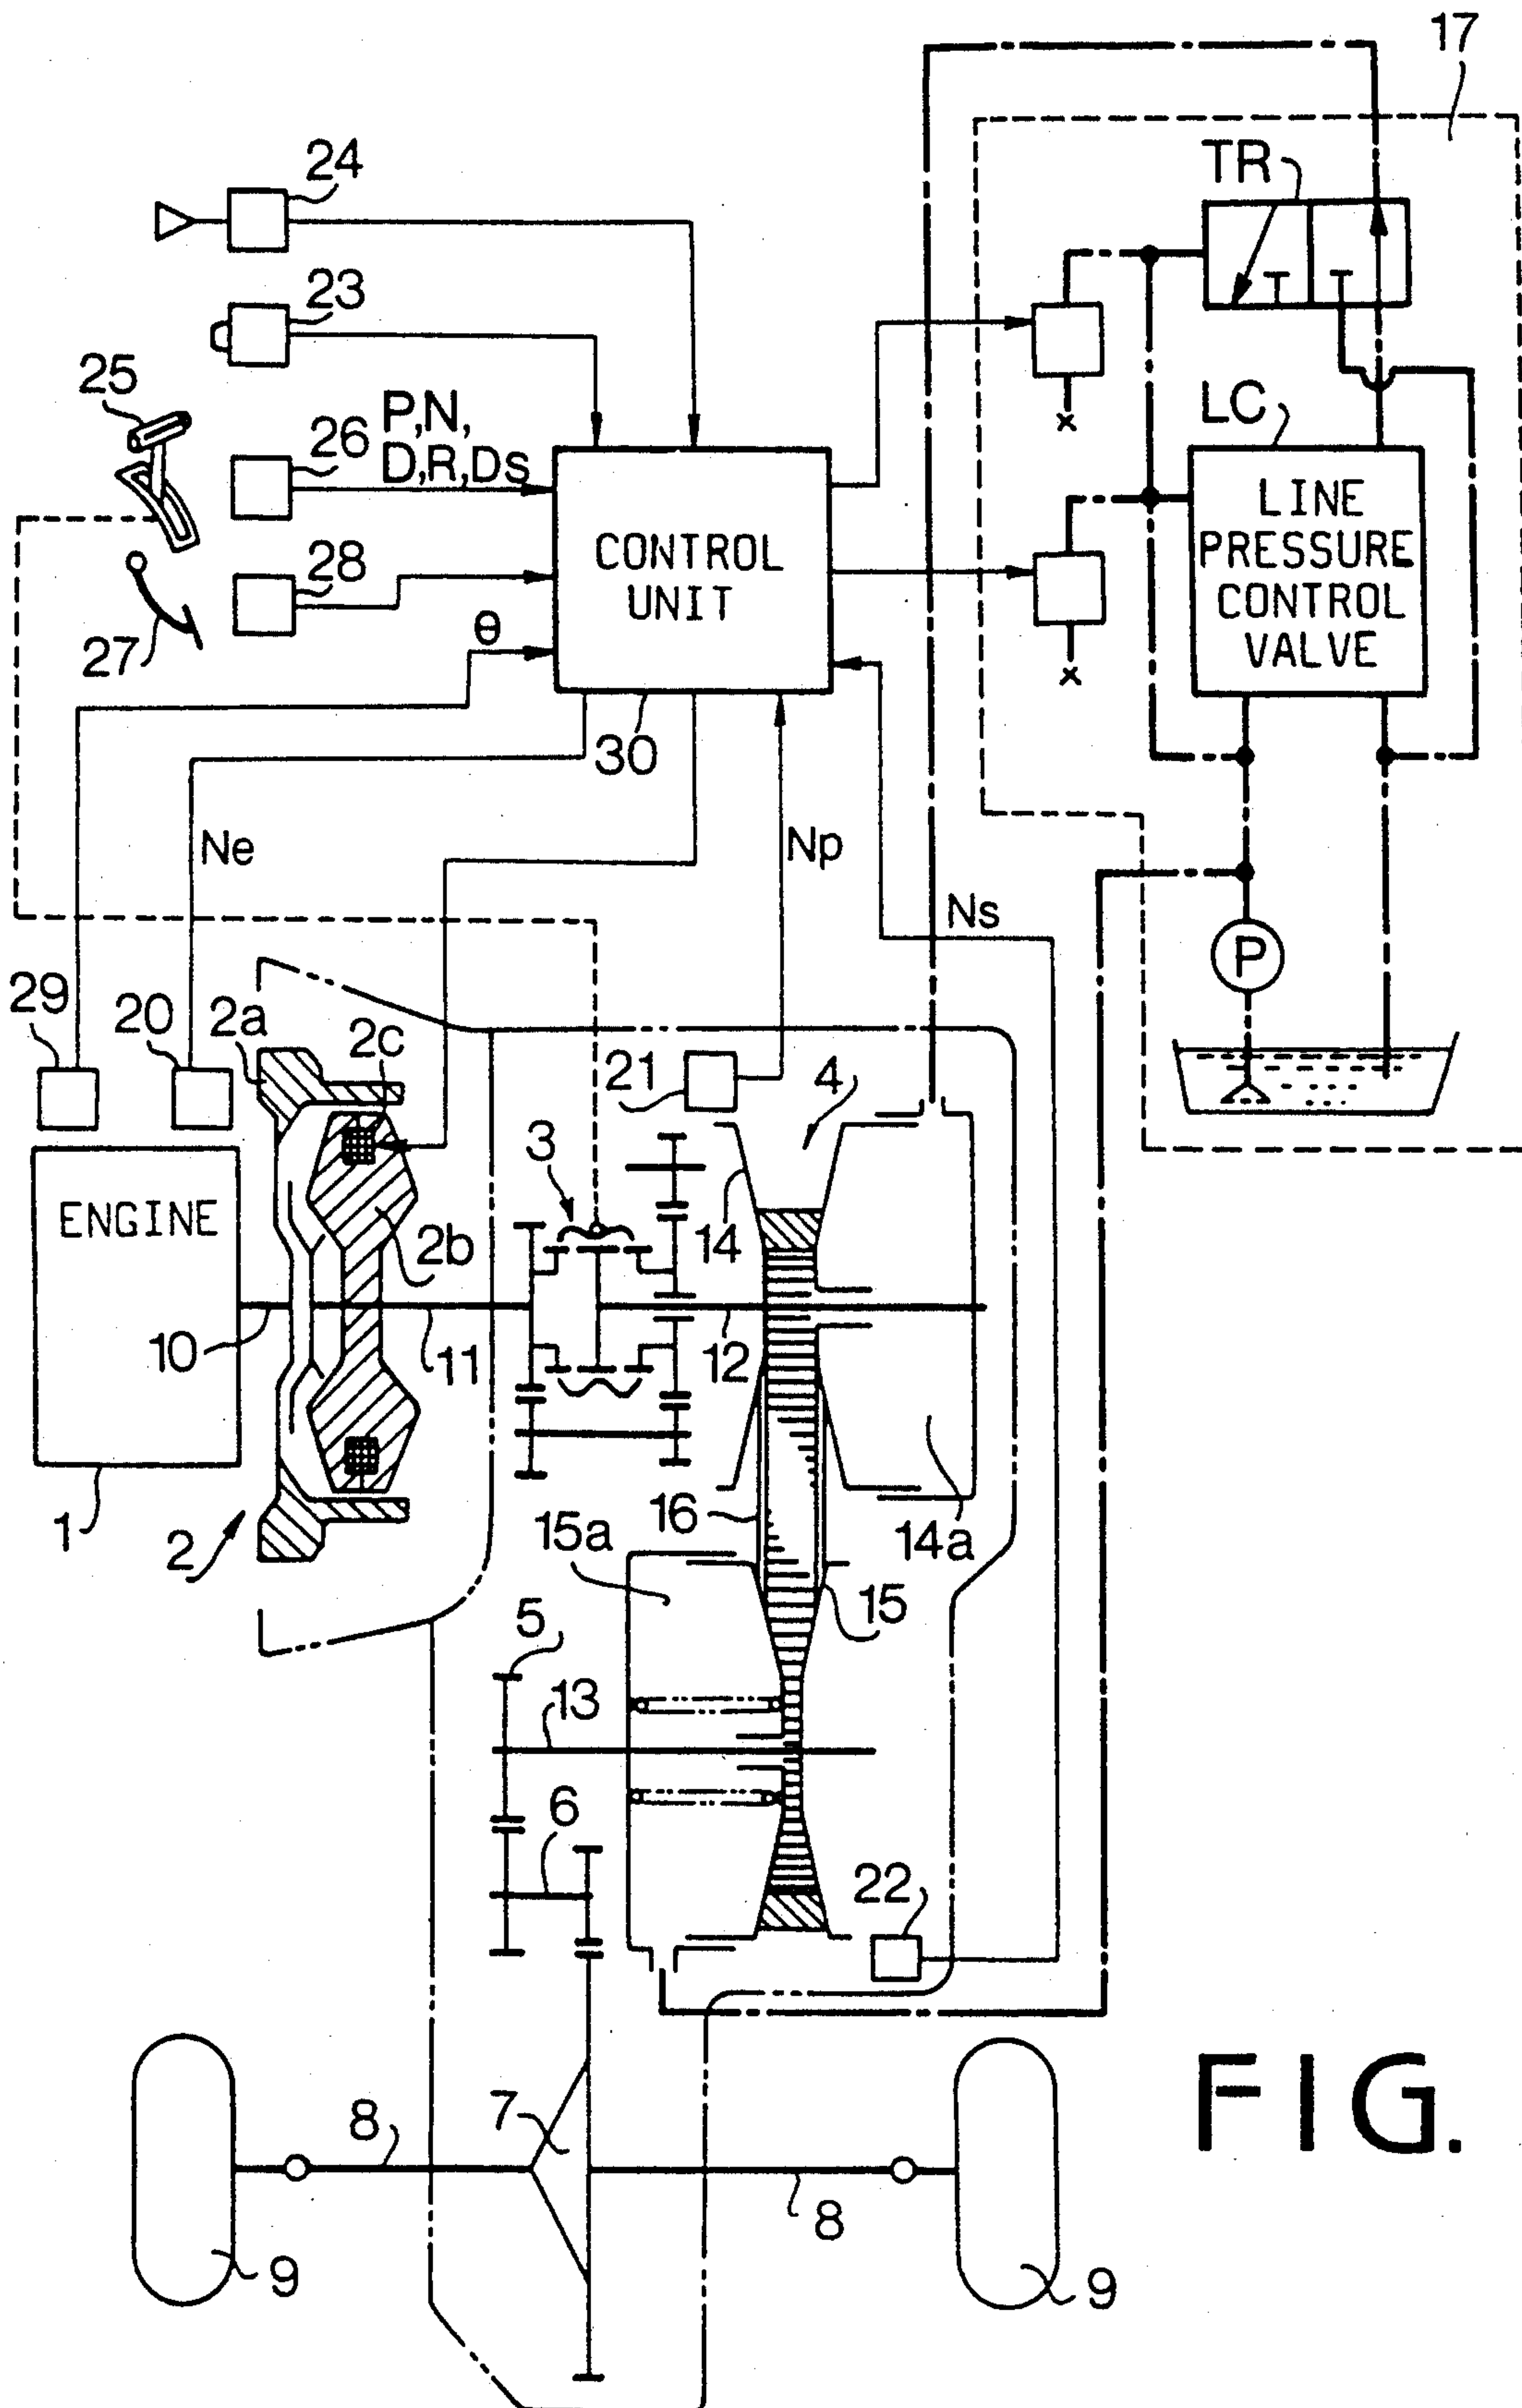 17
TR
24
23
25
26
P,N,
D,R,Ds
LC
LINE
PRESSURE
CONTROL
VALVE
CONTROL
UNIT
28
27
θ
30
Ne
Np
Ns
P
29
20
2a
2c
21
4
3
ENGINE
14
2b
10
11
12
1
2
16
15a
14a
15
5
13
6
22
7
8
8
9
9
FIG.